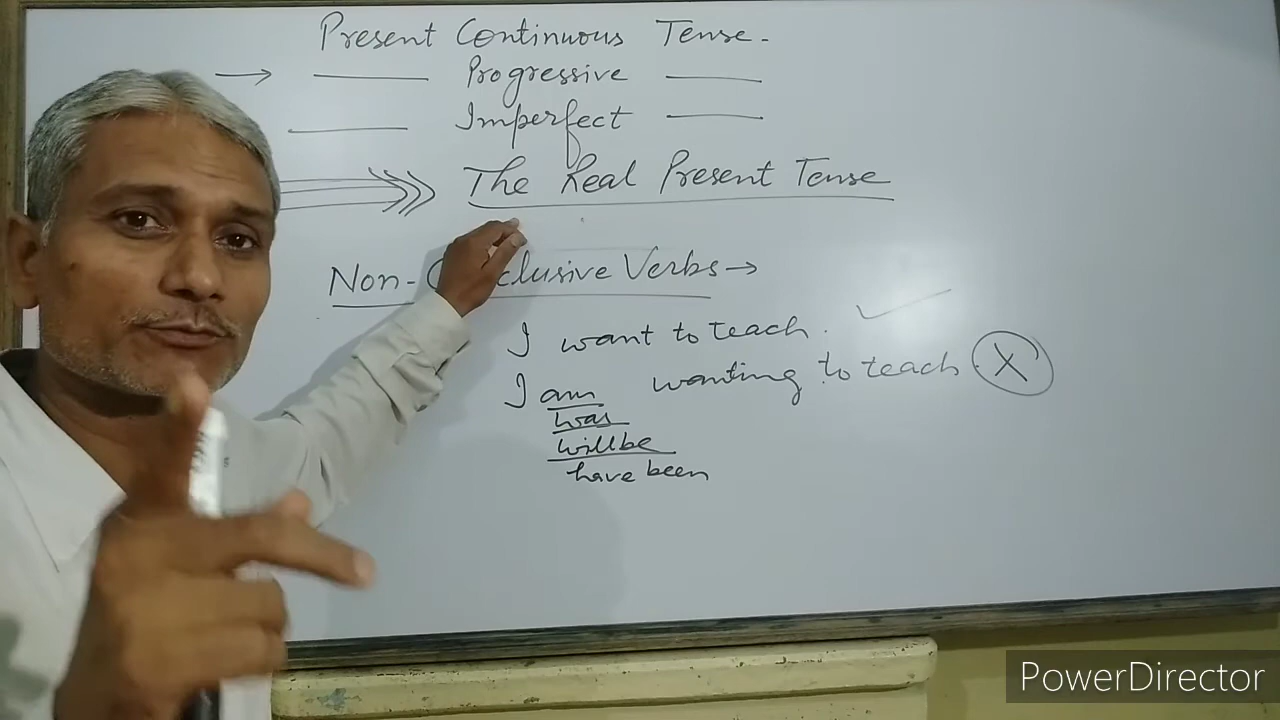 Present Continuous Tense.
→ — Progressive —
— Imperfect —
The Real Present Tense
Non- clusive Verbs →
I want to teach. ✓
I am wanting to teach. X
was
will be
have been
PowerDirector